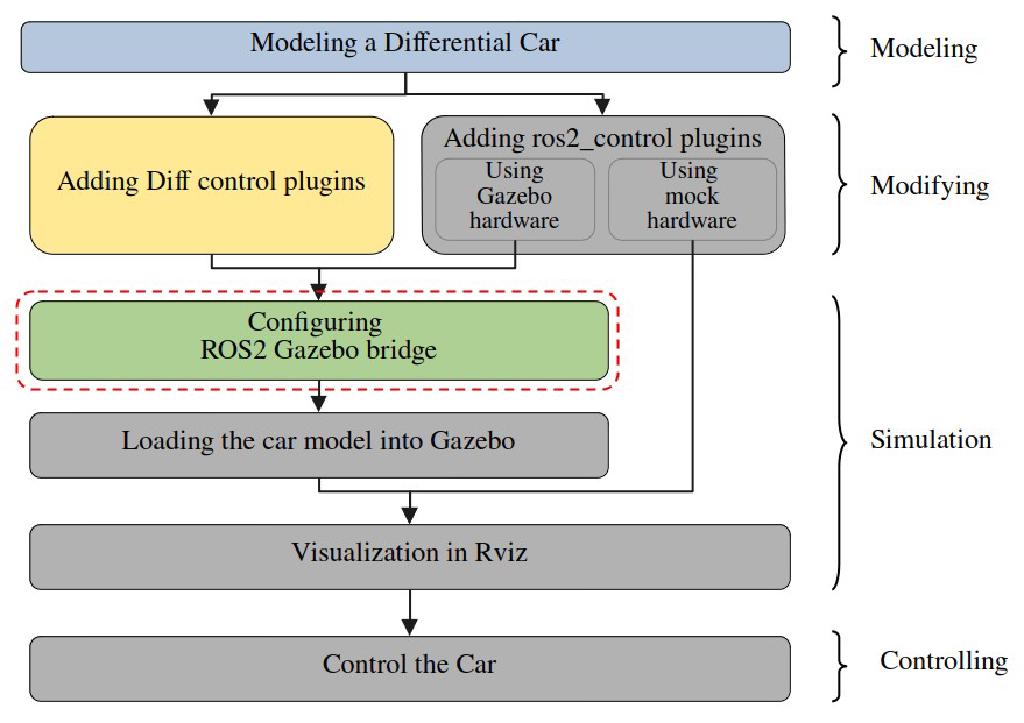 Modeling a Differential Car
Modeling
Adding Diff control plugins
Adding ros2_control plugins
Using
Gazebo
hardware
Using
mock
hardware
Modifying
Configuring
ROS2 Gazebo bridge
Loading the car model into Gazebo
Simulation
Visualization in Rviz
Control the Car
Controlling